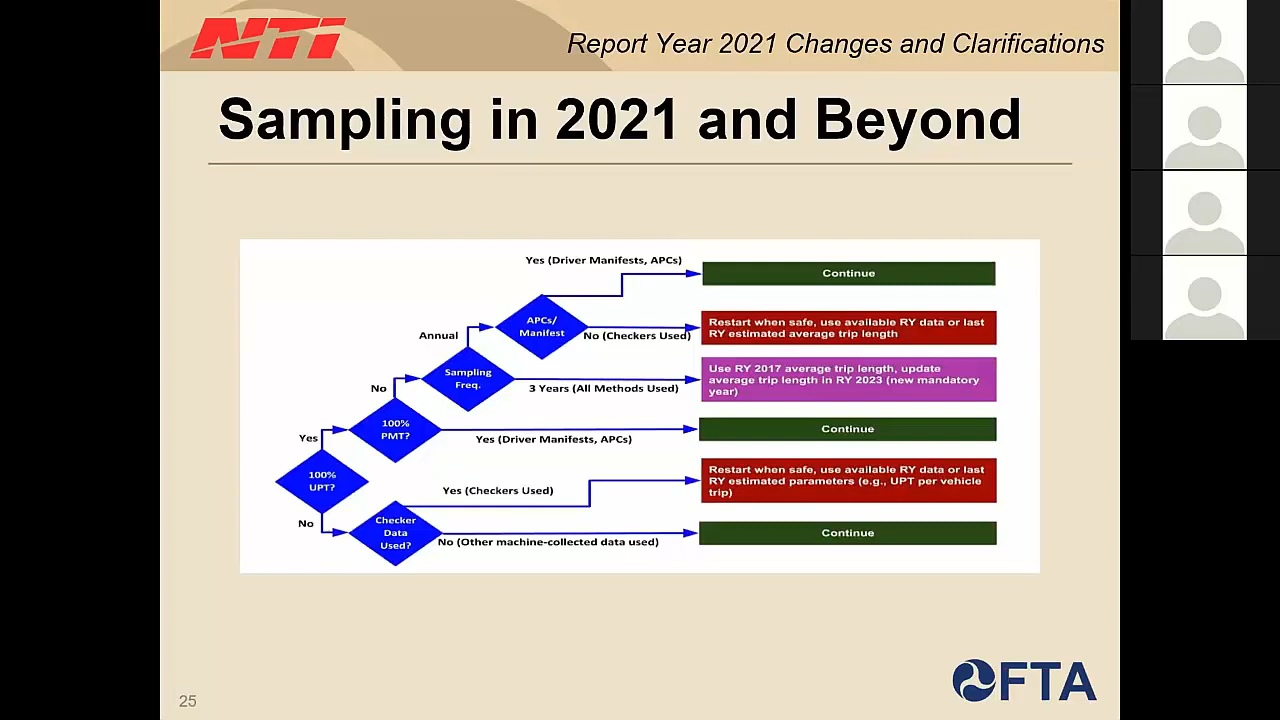 NTI
Report Year 2021 Changes and Clarifications
Sampling in 2021 and Beyond
Yes (Driver Manifests, APCs)
Continue
APCs/
Manifest
Annual
No (Checkers Used)
Restart when safe, use available RY data or last
RY estimated average trip length
Sampling
Freq.
No
3 Years (All Methods Used)
Use RY 2017 average trip length, update
average trip length in RY 2023 (new mandatory
year)
100%
PMT?
Yes
Yes (Driver Manifests, APCs)
Continue
100%
UPT?
Yes (Checkers Used)
Restart when safe, use available RY data or last
RY estimated parameters (e.g., UPT per vehicle
trip)
No
Checker
Data
Used?
No (Other machine-collected data used)
Continue
FTA
25